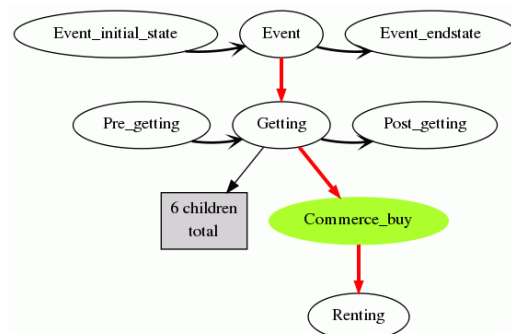 Event_initial_state
Event
Event_endstate
Pre_getting
Getting
Post_getting
6 children
total
Commerce_buy
Renting